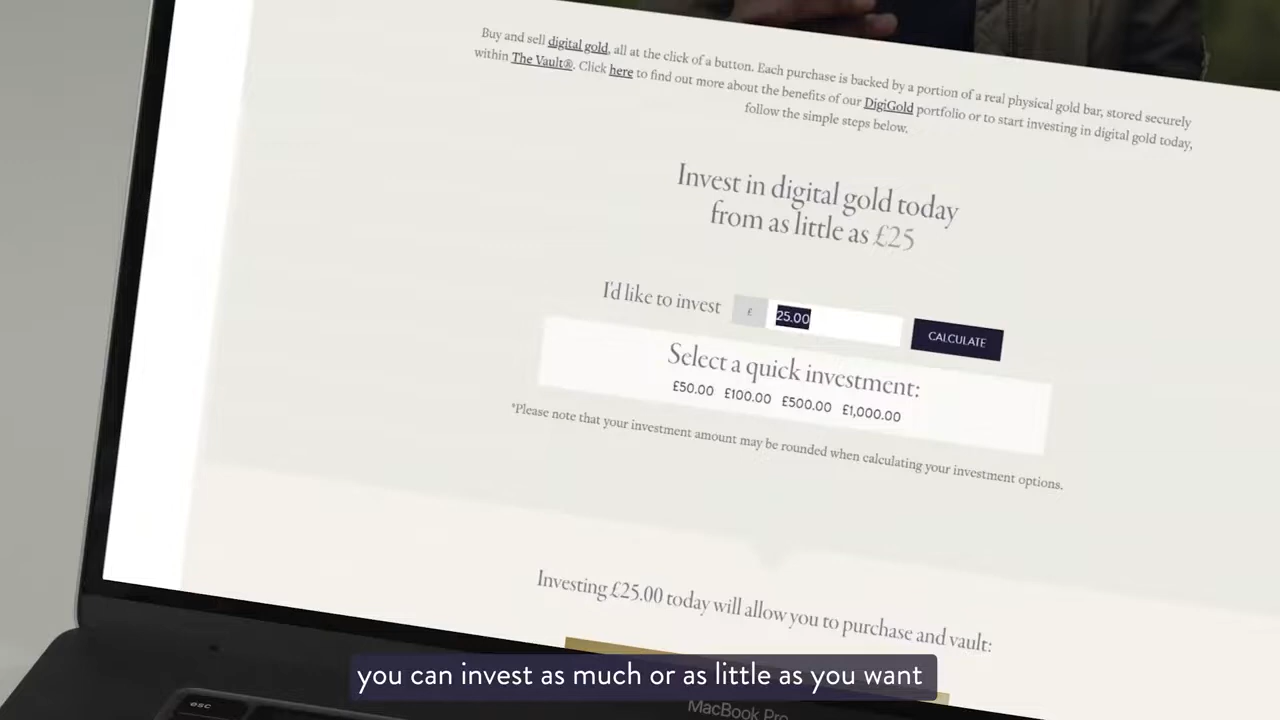 Buy and sell digital gold, all at the click of a button. Each purchase is backed by a portion of a real physical gold bar, stored securely
within The Vault®. Click here to find out more about the benefits of our DigiGold portfolio or to start investing in digital gold today,
follow the simple steps below.
Invest in digital gold today
from as little as £25
I'd like to invest £ 25.00 CALCULATE
Select a quick investment:
£50.00 £100.00 £500.00 £1,000.00
*Please note that your investment amount may be rounded when calculating your investment options.
Investing £25.00 today will allow you to purchase and vault:
you can invest as much or as little as you want
esc
MacBook Pro